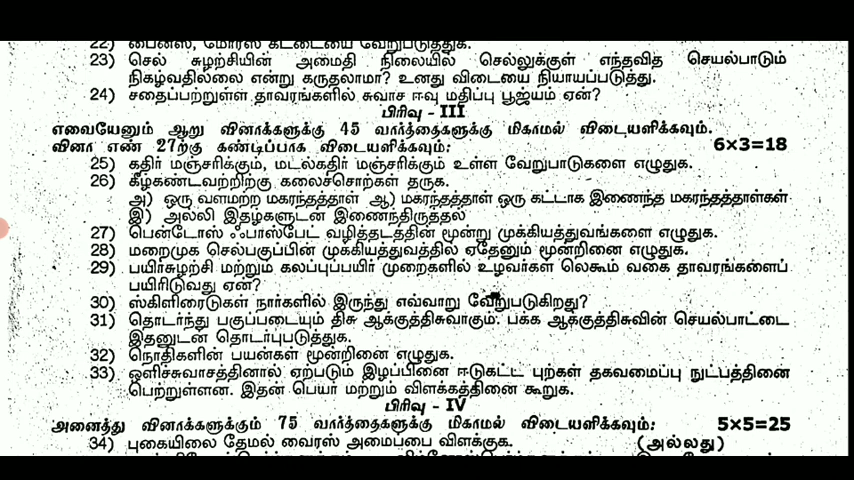 22) பைனஸ், மோரஸ் கட்டையை வேறுபடுத்துக.
23) செல் சுழற்சியின் அமைதி நிலையில் செல்லுக்குள் எந்தவித செயல்பாடும்
நிகழ்வதில்லை என்று கருதலாமா? உனது விடையை நியாயப்படுத்து.
24) சதைப்பற்றுள்ள தாவரங்களில் சுவாச ஈவு மதிப்பு பூஜ்யம் ஏன்?
பிரிவு - III
எவையேனும் ஆறு வினாக்களுக்கு 45 வார்த்தைகளுக்கு மிகாமல் விடையளிக்கவும்.
வினா எண் 27ற்கு கண்டிப்பாக விடையளிக்கவும்: 6×3=18
25) கதிர் மஞ்சரிக்கும், மடல்கதிர் மஞ்சரிக்கும் உள்ள வேறுபாடுகளை எழுதுக.
26) கீழ்கண்டவற்றிற்கு கலைச்சொற்கள் தருக.
அ) ஒரு வளமற்ற மகரந்தத்தாள் ஆ) மகரந்தத்தாள் ஒரு கட்டாக இணைந்த மகரந்தத்தாள்கள்
இ) அல்லி இதழ்களுடன் இணைந்திருத்தல்
27) பென்டோஸ் ஃபாஸ்பேட் வழித்தடத்தின் மூன்று முக்கியத்துவங்களை எழுதுக.
28) மறைமுக செல்பகுப்பின் முக்கியத்துவத்தில் ஏதேனும் மூன்றினை எழுதுக.
29) பயிர்சுழற்சி மற்றும் கலப்புப்பயிர் முறைகளில் உழவர்கள் லெகூம் வகை தாவரங்களைப்
பயிரிடுவது ஏன்?
30) ஸ்கிளிரைடுகள் நார்களில் இருந்து எவ்வாறு வேறுபடுகிறது?
31) தொடர்ந்து பகுப்படையும் திசு ஆக்குத்திசுவாகும். பக்க ஆக்குத்திசுவின் செயல்பாட்டை
இதனுடன் தொடர்புபடுத்துக.
32) நொதிகளின் பயன்கள் மூன்றினை எழுதுக.
33) ஒளிச்சுவாசத்தினால் ஏற்படும் இழப்பினை ஈடுகட்ட புற்கள் தகவமைப்பு நுட்பத்தினை
பெற்றுள்ளன. இதன் பெயர் மற்றும் விளக்கத்தினை கூறுக.
பிரிவு - IV
அனைத்து வினாக்களுக்கும் 75 வார்த்தைகளுக்கு மிகாமல் விடையளிக்கவும்: 5×5=25
34) புகையிலை தேமல் வைரஸ் அமைப்பை விளக்குக. (அல்லது)